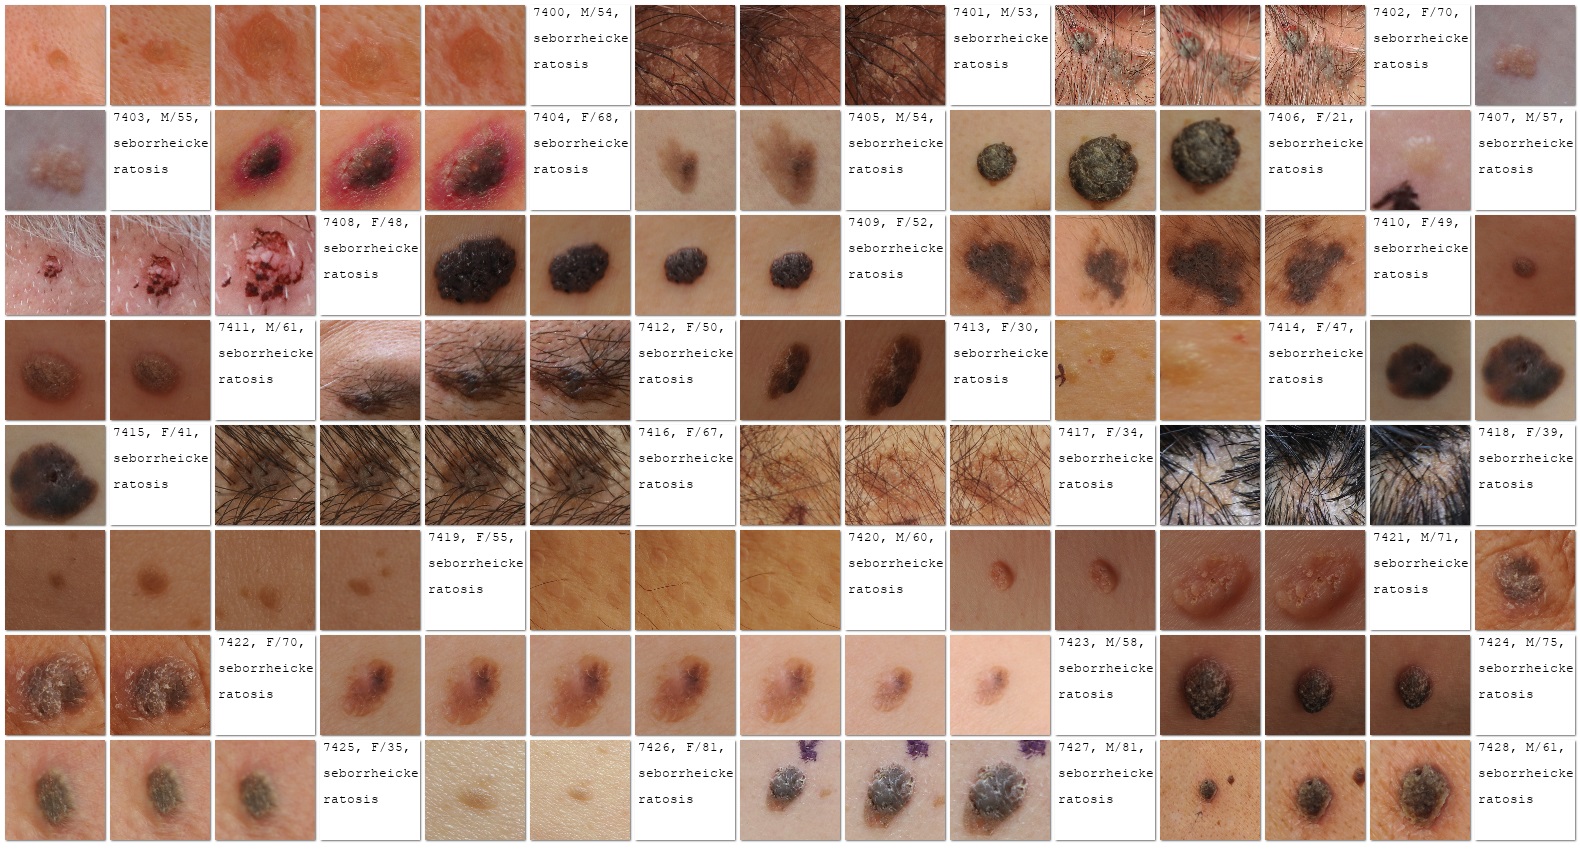 7400, M/54,
seborrheicke
ratosis
7401, M/53,
seborrheicke
ratosis
7402, F/70,
seborrheicke
ratosis
7403, M/55,
seborrheicke
ratosis
7404, F/68,
seborrheicke
ratosis
7405, M/54,
seborrheicke
ratosis
7406, F/21,
seborrheicke
ratosis
7407, M/57,
seborrheicke
ratosis
7408, F/48,
seborrheicke
ratosis
7409, F/52,
seborrheicke
ratosis
7410, F/49,
seborrheicke
ratosis
7411, M/61,
seborrheicke
ratosis
7412, F/50,
seborrheicke
ratosis
7413, F/30,
seborrheicke
ratosis
7414, F/47,
seborrheicke
ratosis
7415, F/41,
seborrheicke
ratosis
7416, F/67,
seborrheicke
ratosis
7417, F/34,
seborrheicke
ratosis
7418, F/39,
seborrheicke
ratosis
7419, F/55,
seborrheicke
ratosis
7420, M/60,
seborrheicke
ratosis
7421, M/71,
seborrheicke
ratosis
7422, F/70,
seborrheicke
ratosis
7423, M/58,
seborrheicke
ratosis
7424, M/75,
seborrheicke
ratosis
7425, F/35,
seborrheicke
ratosis
7426, F/81,
seborrheicke
ratosis
7427, M/81,
seborrheicke
ratosis
7428, M/61,
seborrheicke
ratosis